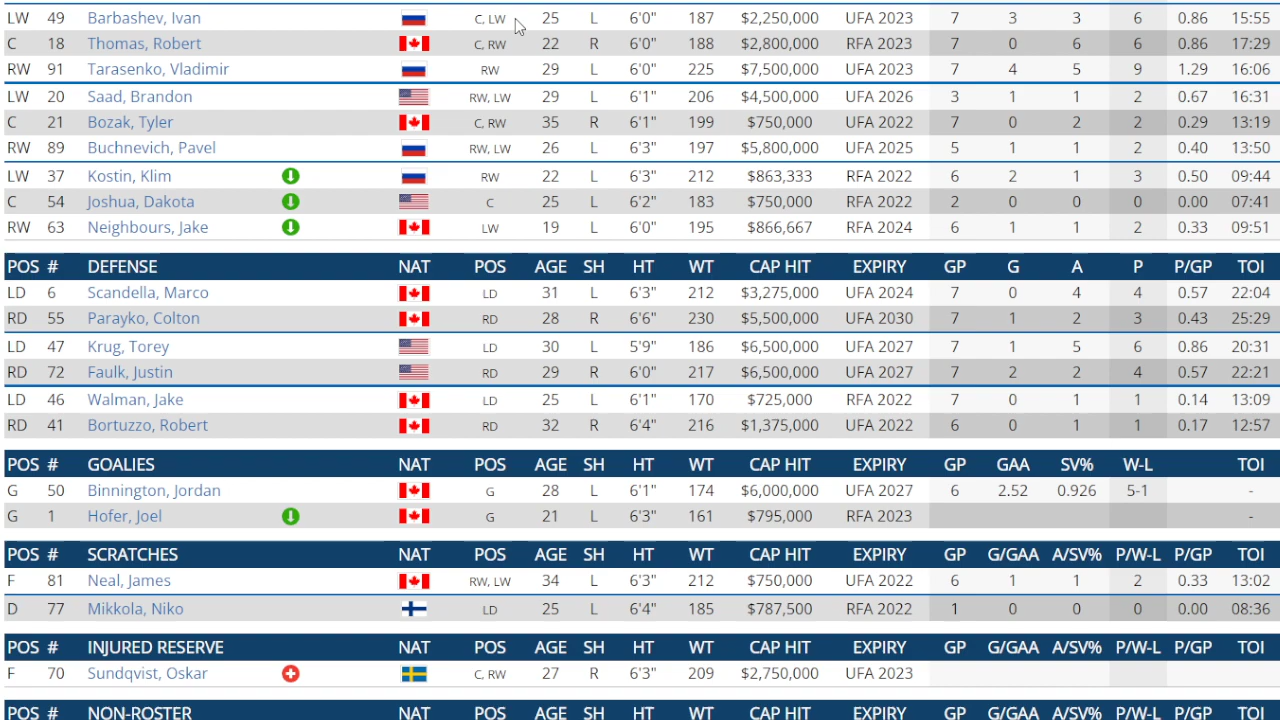 LW 49 Barbashev, Ivan C, LW 25 L 6'0" 187 $2,250,000 UFA 2023 7 3 3 6 0.86 15:55
C 18 Thomas, Robert C, RW 22 R 6'0" 188 $2,800,000 RFA 2023 7 0 6 6 0.86 17:29
RW 91 Tarasenko, Vladimir RW 29 L 6'0" 225 $7,500,000 UFA 2023 7 4 5 9 1.29 16:06
LW 20 Saad, Brandon RW, LW 29 L 6'1" 206 $4,500,000 UFA 2026 3 1 1 2 0.67 16:31
C 21 Bozak, Tyler C, RW 35 R 6'1" 199 $750,000 UFA 2022 7 0 2 2 0.29 13:19
RW 89 Buchnevich, Pavel RW, LW 26 L 6'3" 197 $5,800,000 UFA 2025 5 1 1 2 0.40 13:50
LW 37 Kostin, Klim RW 22 L 6'3" 212 $863,333 RFA 2022 6 2 1 3 0.50 09:44
C 54 Joshua, Dakota C 25 L 6'2" 183 $750,000 RFA 2022 2 0 0 0 0.00 07:41
RW 63 Neighbours, Jake LW 19 L 6'0" 195 $866,667 RFA 2024 6 1 1 2 0.33 09:51
POS # DEFENSE NAT POS AGE SH HT WT CAP HIT EXPIRY GP G A P P/GP TOI
LD 6 Scandella, Marco LD 31 L 6'3" 212 $3,275,000 UFA 2024 7 0 4 4 0.57 22:04
RD 55 Parayko, Colton RD 28 R 6'6" 230 $5,500,000 UFA 2030 7 1 2 3 0.43 25:29
LD 47 Krug, Torey LD 30 L 5'9" 186 $6,500,000 UFA 2027 7 1 5 6 0.86 20:31
RD 72 Faulk, Justin RD 29 R 6'0" 217 $6,500,000 UFA 2027 7 2 2 4 0.57 22:21
LD 46 Walman, Jake LD 25 L 6'1" 170 $725,000 RFA 2022 7 0 1 1 0.14 13:09
RD 41 Bortuzzo, Robert RD 32 R 6'4" 216 $1,375,000 UFA 2022 6 0 1 1 0.17 12:57
POS # GOALIES NAT POS AGE SH HT WT CAP HIT EXPIRY GP GAA SV% W-L TOI
G 50 Binnington, Jordan G 28 L 6'1" 174 $6,000,000 UFA 2027 6 2.52 0.926 5-1 -
G 1 Hofer, Joel G 21 L 6'3" 161 $795,000 RFA 2023 -
POS # SCRATCHES NAT POS AGE SH HT WT CAP HIT EXPIRY GP G/GAA A/SV% P/W-L P/GP TOI
F 81 Neal, James RW, LW 34 L 6'3" 212 $750,000 UFA 2022 6 1 1 2 0.33 13:02
D 77 Mikkola, Niko LD 25 L 6'4" 185 $787,500 RFA 2022 1 0 0 0 0.00 08:36
POS # INJURED RESERVE NAT POS AGE SH HT WT CAP HIT EXPIRY GP G/GAA A/SV% P/W-L P/GP TOI
F 70 Sundqvist, Oskar C, RW 27 R 6'3" 209 $2,750,000 UFA 2023
POS # NON-ROSTER NAT POS AGE SH HT WT CAP HIT EXPIRY GP G/GAA A/SV% P/W-L P/GP TOI